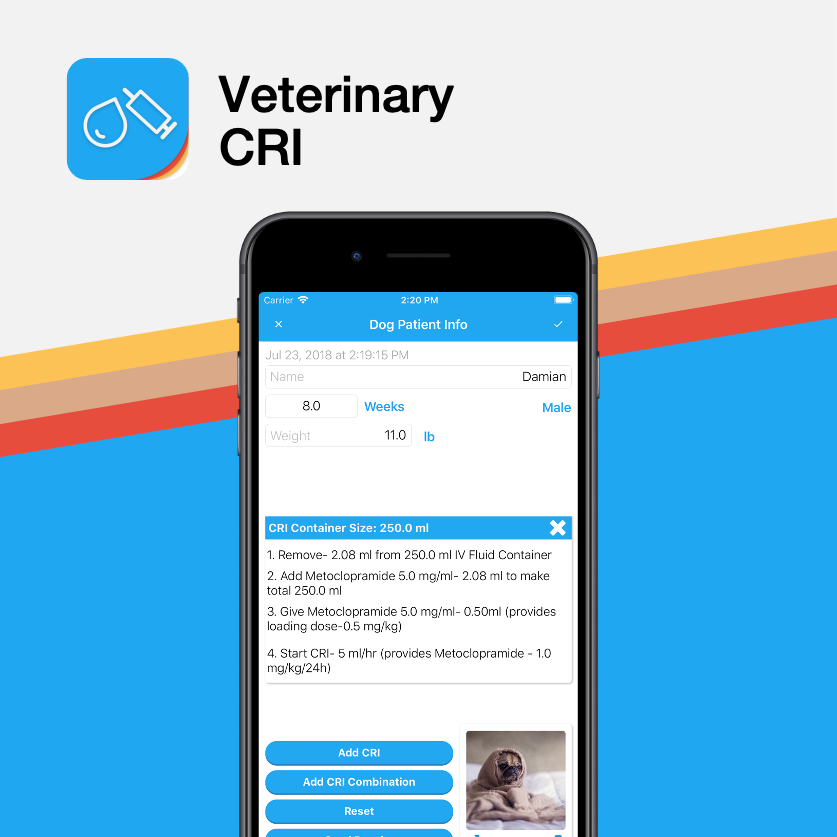 Veterinary
CRI
Carrier 2:20 PM
Dog Patient Info
Jul 23, 2018 at 2:19:15 PM
Name Damian
8.0 Weeks Male
Weight 11.0 lb
CRI Container Size: 250.0 ml
1. Remove- 2.08 ml from 250.0 ml IV Fluid Container
2. Add Metoclopramide 5.0 mg/ml- 2.08 ml to make
total 250.0 ml
3. Give Metoclopramide 5.0 mg/ml- 0.50ml (provides
loading dose-0.5 mg/kg)
4. Start CRI- 5 ml/hr (provides Metoclopramide - 1.0
mg/kg/24h)
Add CRI
Add CRI Combination
Reset